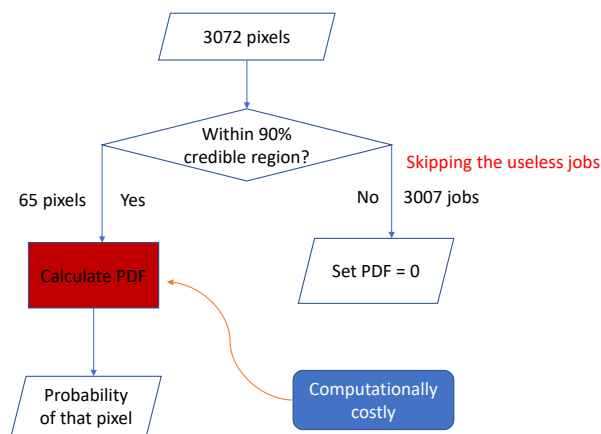 3072 pixels
Within 90%
credible region?
Skipping the useless jobs
65 pixels Yes
No 3007 jobs
Calculate PDF
Set PDF = 0
Probability
of that pixel
Computationally
costly